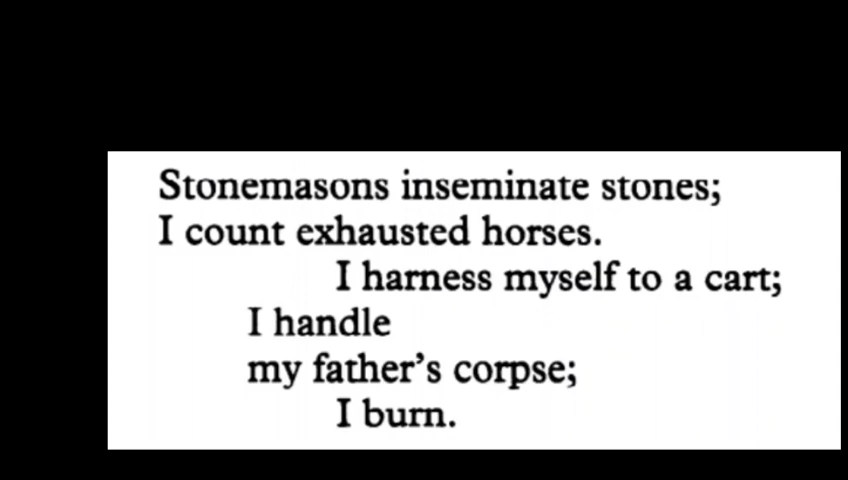 Stonemasons inseminate stones;
I count exhausted horses.
I harness myself to a cart;
I handle
my father’s corpse;
I burn.